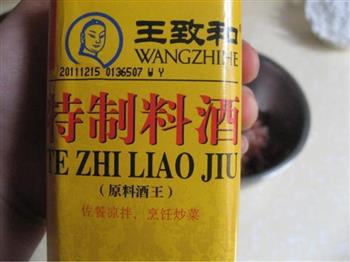 王致和
WANGZHIHE
20111215 0136507 W Y
特制料酒
TE ZHI LIAO JIU
(原料酒王)
佐餐凉拌、烹饪炒菜